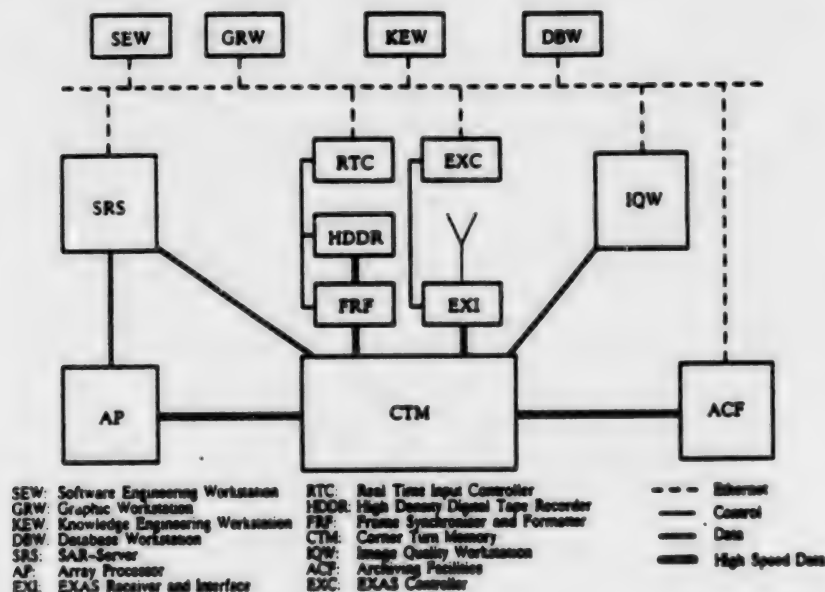 SEW
GRW
KEW
DBW
RTC
EXC
SRS
IQW
HDDR
FRF
EXI
AP
CTM
ACF
SEW: Software Engineering Workstation
GRW: Graphic Workstation
KEW: Knowledge Engineering Workstation
DBW: Database Workstation
SRS: SAR-Server
AP: Array Processor
EXI: EXAS Receiver and Interface
RTC: Real Time Input Controller
HDDR: High Density Digital Tape Recorder
FRF: Frame Synchronizer and Formatter
CTM: Corner Turn Memory
IQW: Image Quality Workstation
ACF: Archiving Facilities
EXC: EXAS Controller
Ethernet
Control
Data
High Speed Data